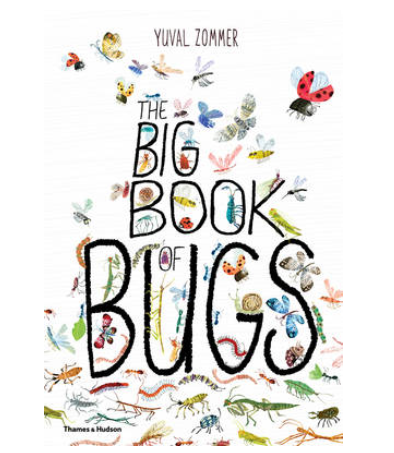 YUVAL ZOMMER
THE
BIG
BOOK
OF
BUGS
Thames & Hudson